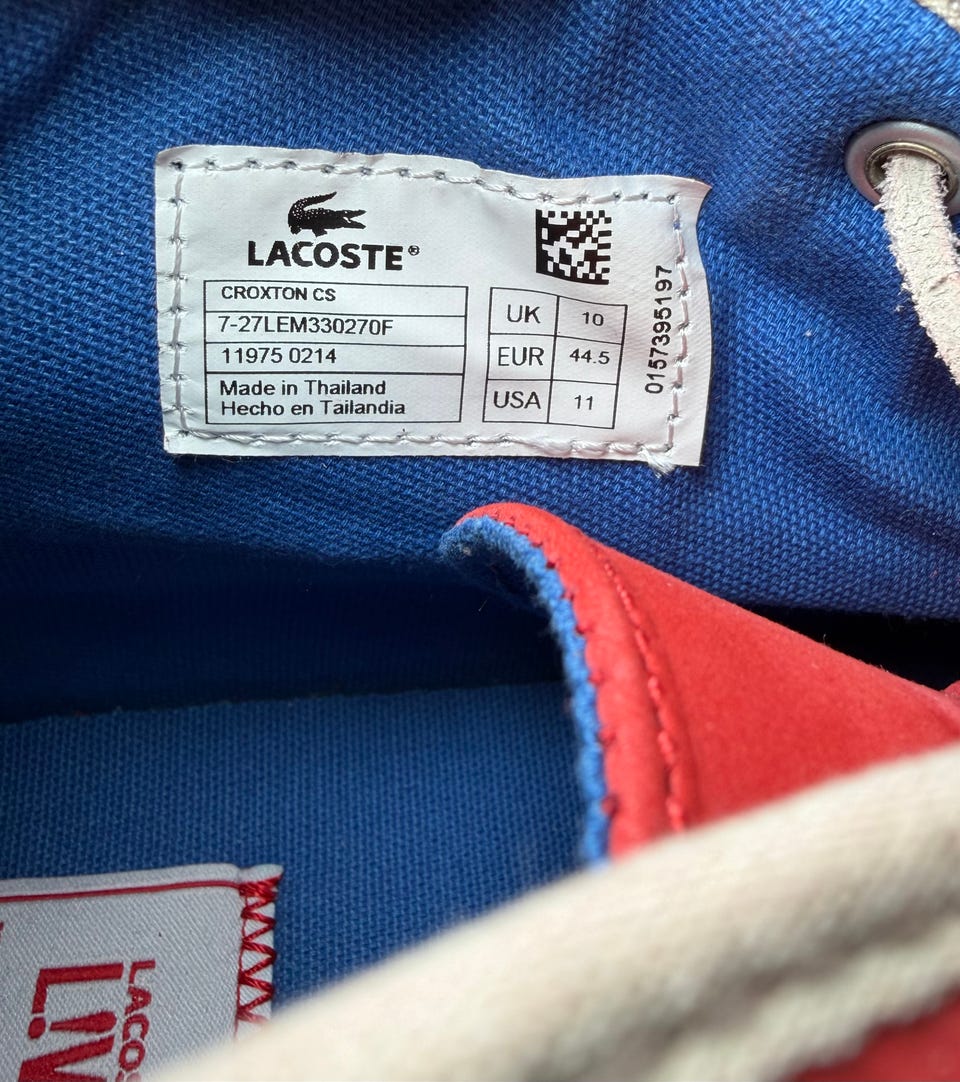 LACOSTE®
CROXTON CS
7-27LEM330270F
11975 0214
Made in Thailand
Hecho en Tailandia
UK 10
EUR 44.5
USA 11
0157395197
LACOS
L!V